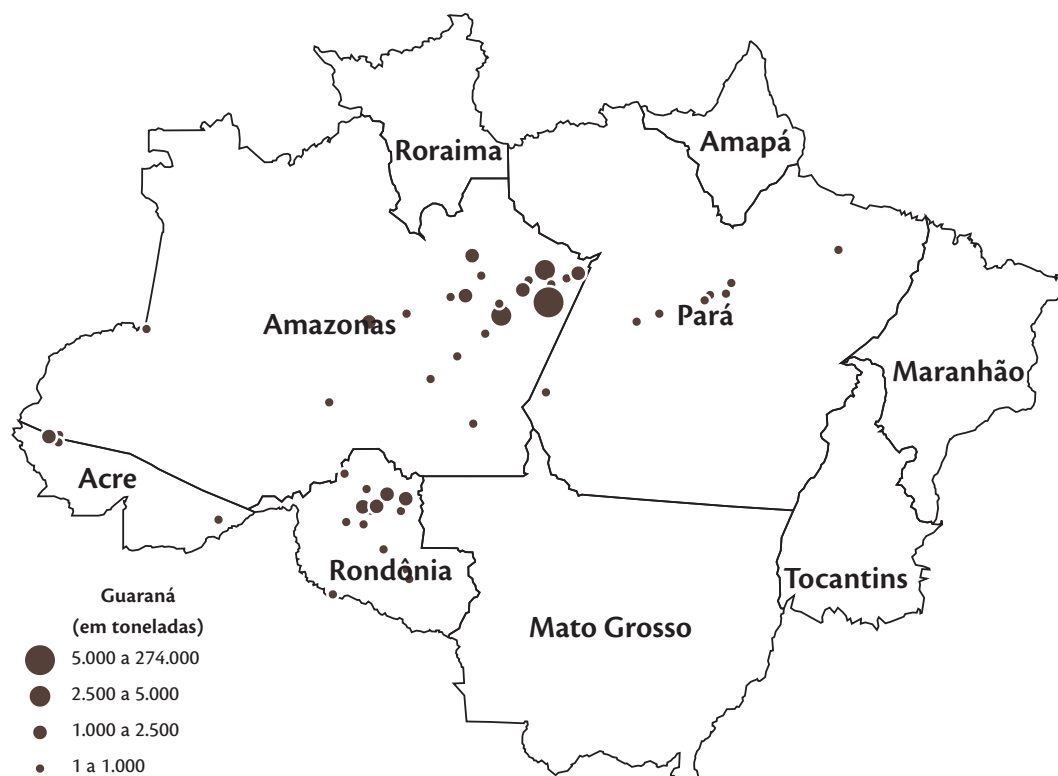 Roraima
Amapá
Amazonas
Pará
Maranhão
Acre
Rondônia
Tocantins
Mato Grosso
Guaraná
(em toneladas)
5.000 a 274.000
2.500 a 5.000
1.000 a 2.500
1 a 1.000